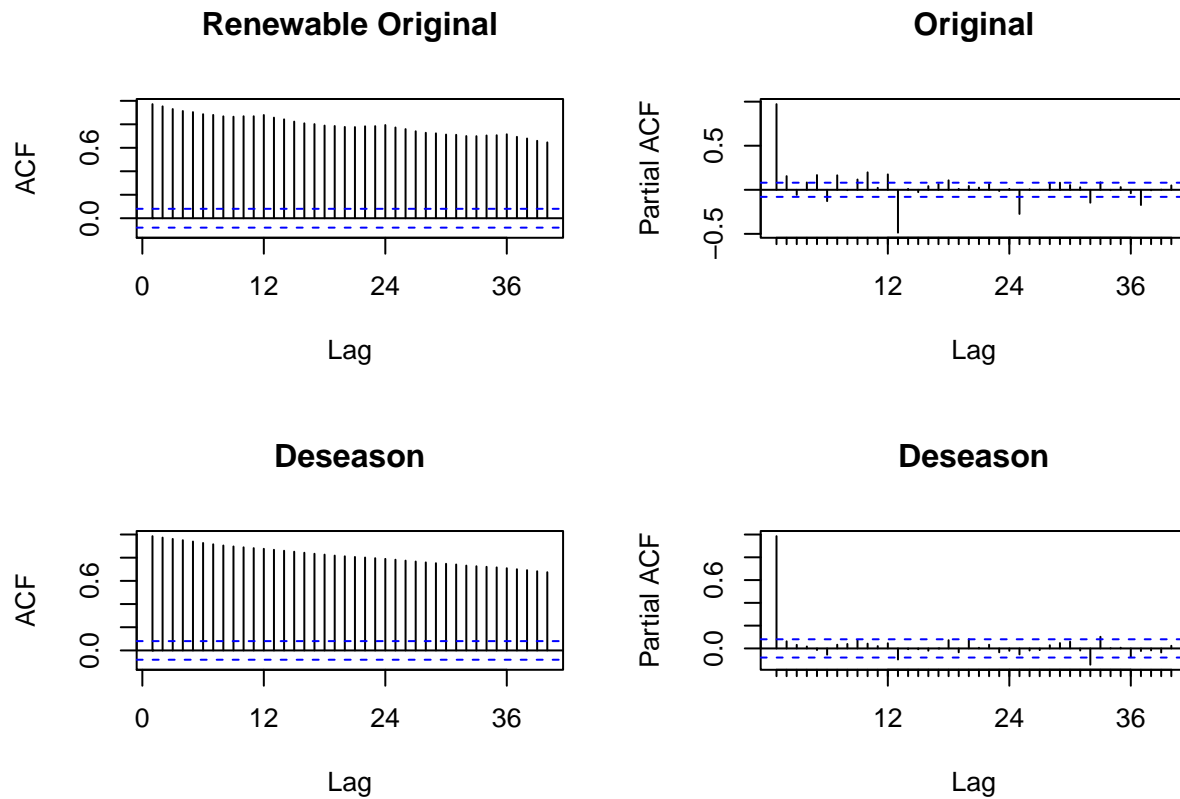 Renewable Original
ACF
0.0
0.6
0
12
24
36
Lag
Original
Partial ACF
−0.5
0.5
12
24
36
Lag
Deseason
ACF
0.0
0.6
0
12
24
36
Lag
Deseason
Partial ACF
0.0
0.6
12
24
36
Lag